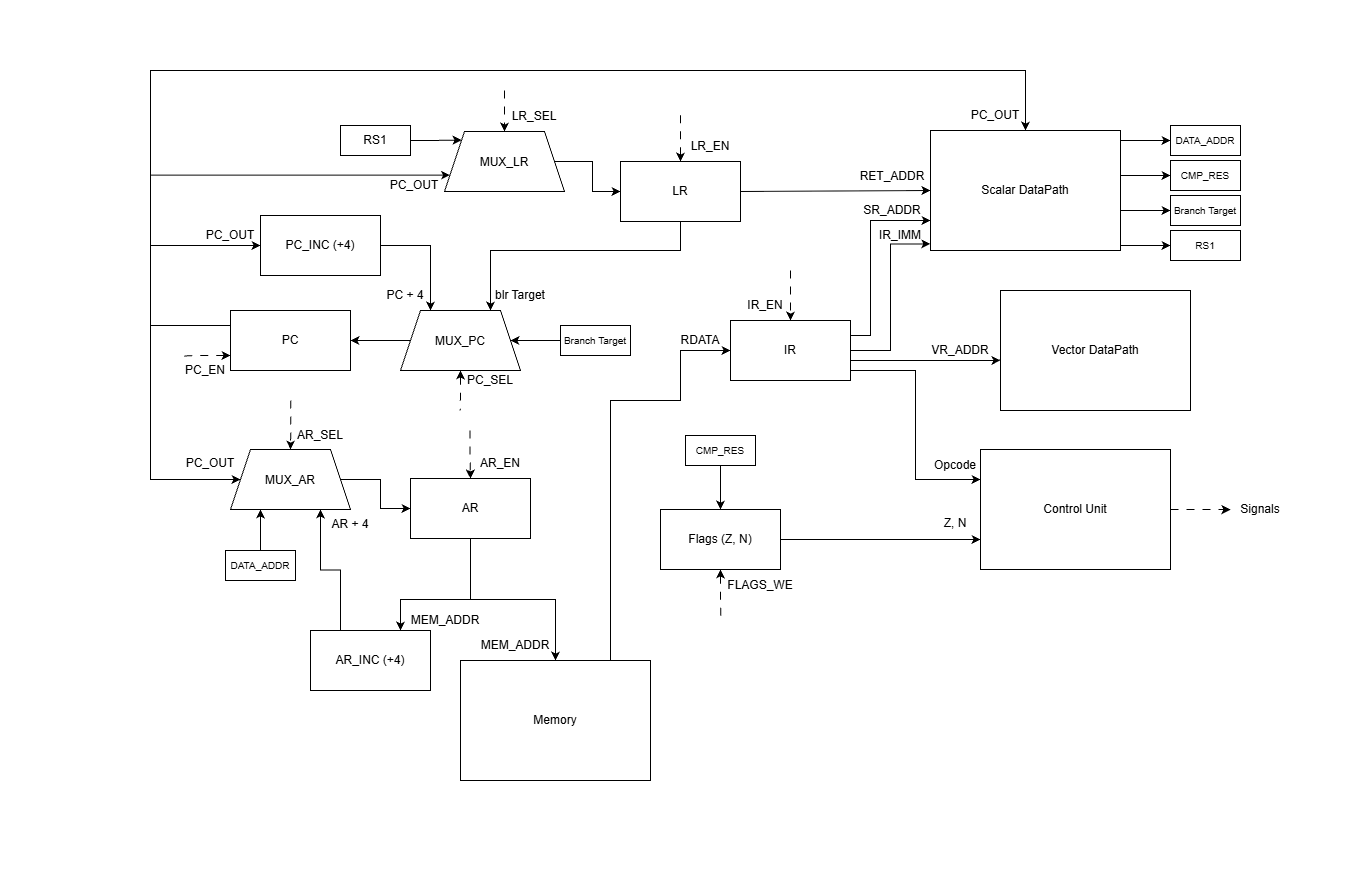 PC_OUT
LR_SEL
RS1
MUX_LR
LR_EN
PC_OUT
LR
RET_ADDR
SR_ADDR
IR_IMM
Scalar DataPath
DATA_ADDR
CMP_RES
Branch Target
RS1
PC_OUT
PC_INC (+4)
PC + 4
blr Target
IR_EN
PC
MUX_PC
Branch Target
RDATA
IR
VR_ADDR
Vector DataPath
PC_EN
PC_SEL
AR_SEL
PC_OUT
MUX_AR
AR_EN
CMP_RES
Opcode
AR
AR + 4
Flags (Z, N)
Z, N
Control Unit
Signals
DATA_ADDR
FLAGS_WE
MEM_ADDR
MEM_ADDR
AR_INC (+4)
Memory